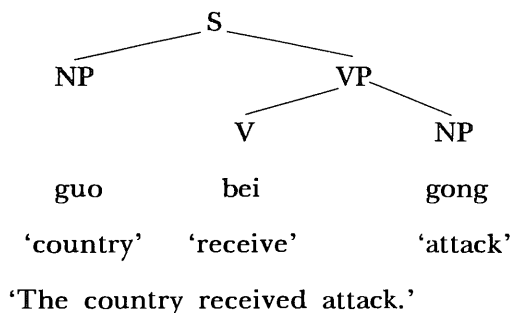 S
NP VP
V NP
guo bei gong
‘country’ ‘receive’ ‘attack’
‘The country received attack.’